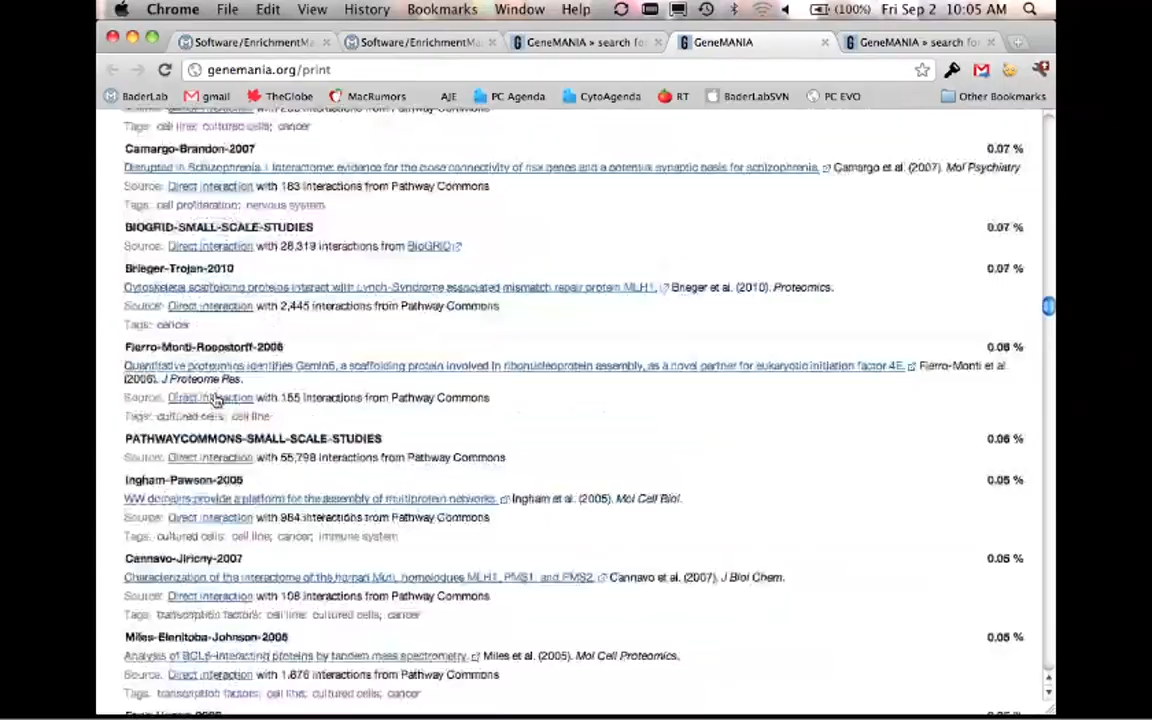 Chrome File Edit View History Bookmarks Window Help (100%) Fri Sep 2 10:05 AM
Software/EnrichmentMa Software/EnrichmentMa GeneMANIA » search fo GeneMANIA GeneMANIA » search fo
genemania.org/print
BaderLab gmail TheGlobe MacRumors AJE PC Agenda CytoAgenda RT BaderLabSVN PC EVO Other Bookmarks
Tags: cell line; cultured cells; cancer
Camargo-Brandon-2007 0.07 %
Disrupted in Schizophrenia 1 Interactome: evidence for the close connectivity of risk genes and a potential synaptic basis for schizophrenia. Camargo et al. (2007). Mol Psychiatry
Source: Direct interaction with 183 interactions from Pathway Commons
Tags: cell proliferation; nervous system
BIOGRID-SMALL-SCALE-STUDIES 0.07 %
Source: Direct interaction with 28,319 interactions from BioGRID
Brieger-Trojan-2010 0.07 %
Cytoskeletal scaffolding proteins interact with Lynch-Syndrome associated mismatch repair protein MLH1. Brieger et al. (2010). Proteomics.
Source: Direct interaction with 2,445 interactions from Pathway Commons
Tags: cancer
Fierro-Monti-Roepstorff-2006 0.06 %
Quantitative proteomics identifies Gemin5, a scaffolding protein involved in ribonucleoprotein assembly, as a novel partner for eukaryotic initiation factor 4E. Fierro-Monti et al.
(2006). J Proteome Res.
Source: Direct interaction with 155 interactions from Pathway Commons
Tags: cultured cells; cell line
PATHWAYCOMMONS-SMALL-SCALE-STUDIES 0.06 %
Source: Direct interaction with 55,798 interactions from Pathway Commons
Ingham-Pawson-2005 0.05 %
WW domains provide a platform for the assembly of multiprotein networks. Ingham et al. (2005). Mol Cell Biol.
Source: Direct interaction with 984 interactions from Pathway Commons
Tags: cultured cells; cell line; cancer; immune system
Cannavo-Jiricny-2007 0.05 %
Characterization of the interactome of the human MutL homologues MLH1, PMS1, and PMS2. Cannavo et al. (2007). J Biol Chem.
Source: Direct interaction with 108 interactions from Pathway Commons
Tags: transcription factors; cell line; cultured cells; cancer
Miles-Elenitoba-Johnson-2005 0.05 %
Analysis of BCL6-interacting proteins by tandem mass spectrometry. Miles et al. (2005). Mol Cell Proteomics.
Source: Direct interaction with 1,876 interactions from Pathway Commons
Tags: transcription factors; cell line; cultured cells; cancer